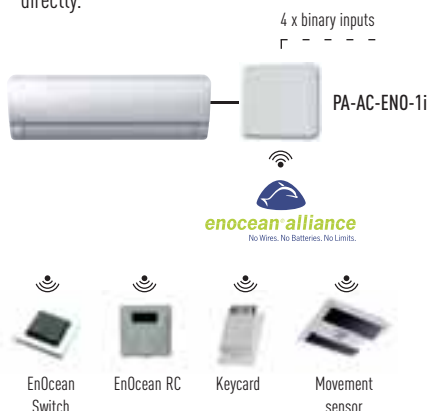 directly.
4 x binary inputs
PA-AC-ENO-1i
enocean alliance
No Wires. No Batteries. No Limits.
EnOcean
Switch
EnOcean RC
Keycard
Movement
sensor